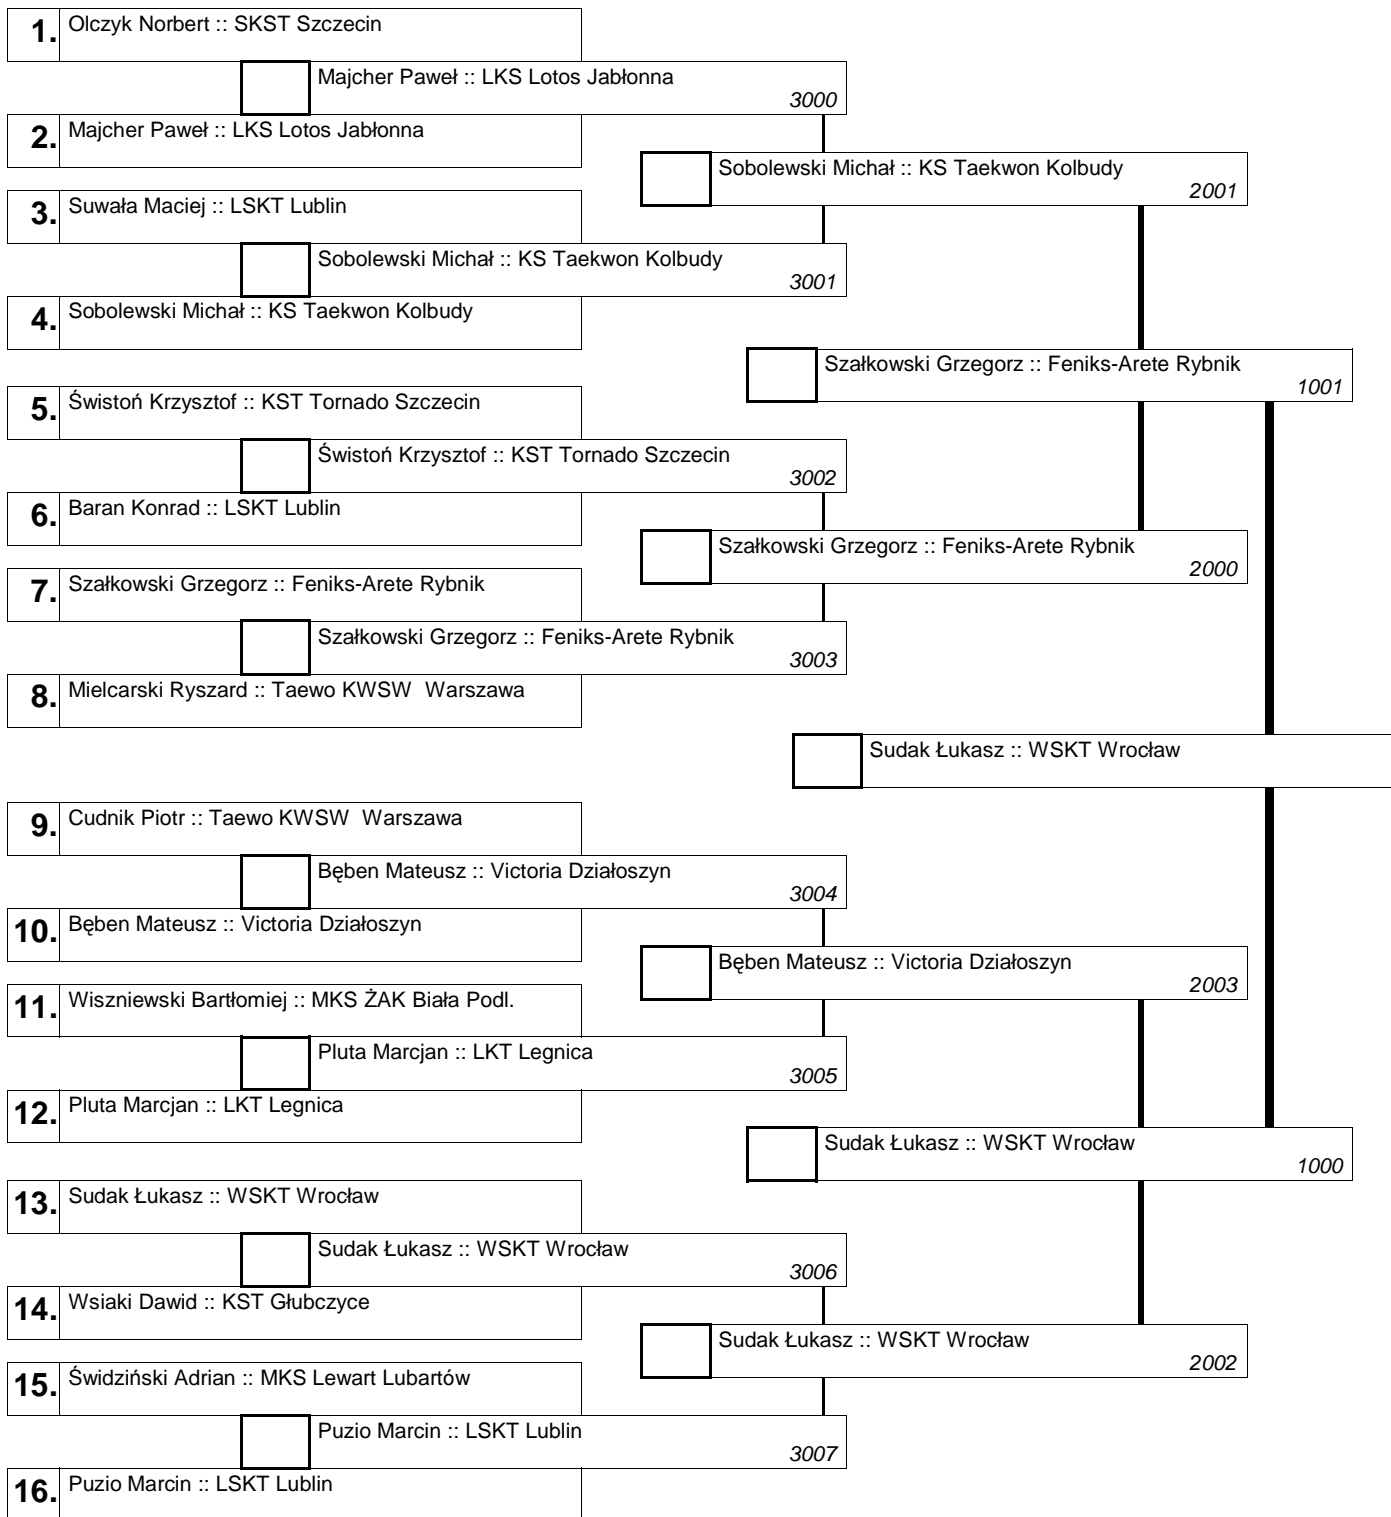 1. Olczyk Norbert :: SKST Szczecin
Majcher Paweł :: LKS Lotos Jabłonna
3000
2. Majcher Paweł :: LKS Lotos Jabłonna
Sobolewski Michał :: KS Taekwon Kolbudy
2001
3. Suwała Maciej :: LSKT Lublin
Sobolewski Michał :: KS Taekwon Kolbudy
3001
4. Sobolewski Michał :: KS Taekwon Kolbudy
Szałkowski Grzegorz :: Feniks-Arete Rybnik
1001
5. Świstoń Krzysztof :: KST Tornado Szczecin
Świstoń Krzysztof :: KST Tornado Szczecin
3002
6. Baran Konrad :: LSKT Lublin
Szałkowski Grzegorz :: Feniks-Arete Rybnik
2000
7. Szałkowski Grzegorz :: Feniks-Arete Rybnik
Szałkowski Grzegorz :: Feniks-Arete Rybnik
3003
8. Mielcarski Ryszard :: Taewo KWSW Warszawa
Sudak Łukasz :: WSKT Wrocław
9. Cudnik Piotr :: Taewo KWSW Warszawa
Bęben Mateusz :: Victoria Działoszyn
3004
10. Bęben Mateusz :: Victoria Działoszyn
Bęben Mateusz :: Victoria Działoszyn
2003
11. Wiszniewski Bartłomiej :: MKS ŻAK Biała Podl.
Pluta Marcjan :: LKT Legnica
3005
12. Pluta Marcjan :: LKT Legnica
Sudak Łukasz :: WSKT Wrocław
1000
13. Sudak Łukasz :: WSKT Wrocław
Sudak Łukasz :: WSKT Wrocław
3006
14. Wsiaki Dawid :: KST Głubczyce
Sudak Łukasz :: WSKT Wrocław
2002
15. Świdziński Adrian :: MKS Lewart Lubartów
Puzio Marcin :: LSKT Lublin
3007
16. Puzio Marcin :: LSKT Lublin